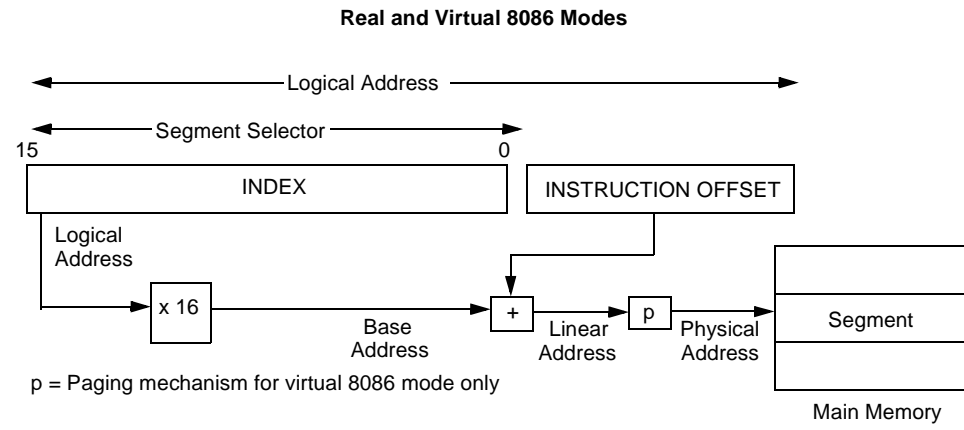 Real and Virtual 8086 Modes
Logical Address
Segment Selector
15
0
INDEX
INSTRUCTION OFFSET
Logical
Address
x 16
Base
Address
+
Linear
Address
p
Physical
Address
Segment
p = Paging mechanism for virtual 8086 mode only
Main Memory